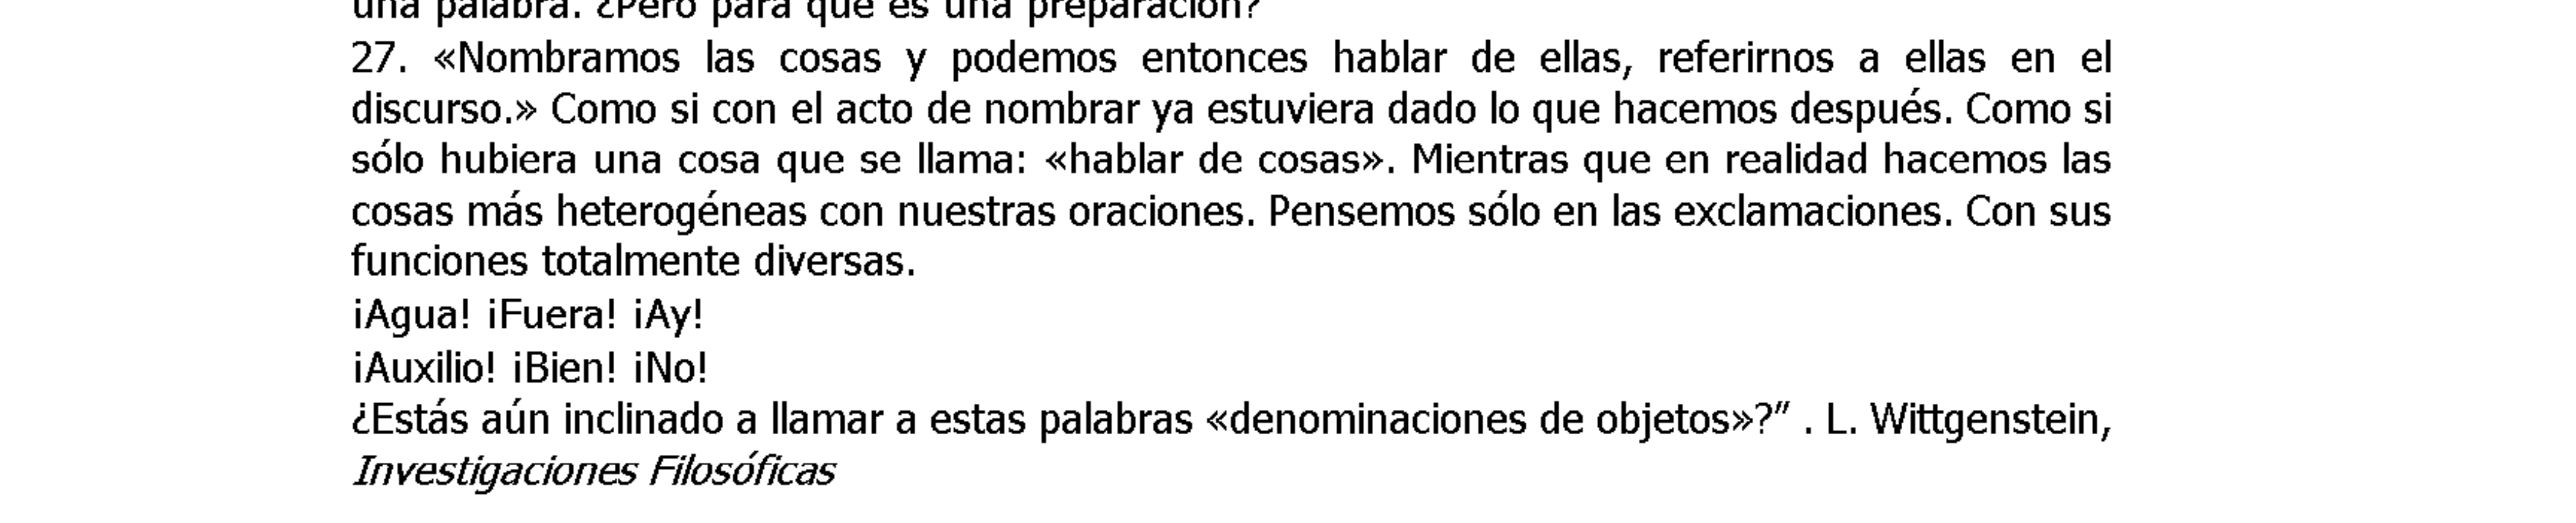 una palabra. ¿Pero para qué es una preparación?
27. «Nombramos las cosas y podemos entonces hablar de ellas, referirnos a ellas en el
discurso.» Como si con el acto de nombrar ya estuviera dado lo que hacemos después. Como si
sólo hubiera una cosa que se llama: «hablar de cosas». Mientras que en realidad hacemos las
cosas más heterogéneas con nuestras oraciones. Pensemos sólo en las exclamaciones. Con sus
funciones totalmente diversas.
¡Agua! ¡Fuera! ¡Ay!
¡Auxilio! ¡Bien! ¡No!
¿Estás aún inclinado a llamar a estas palabras «denominaciones de objetos»?” . L. Wittgenstein,
Investigaciones Filosóficas